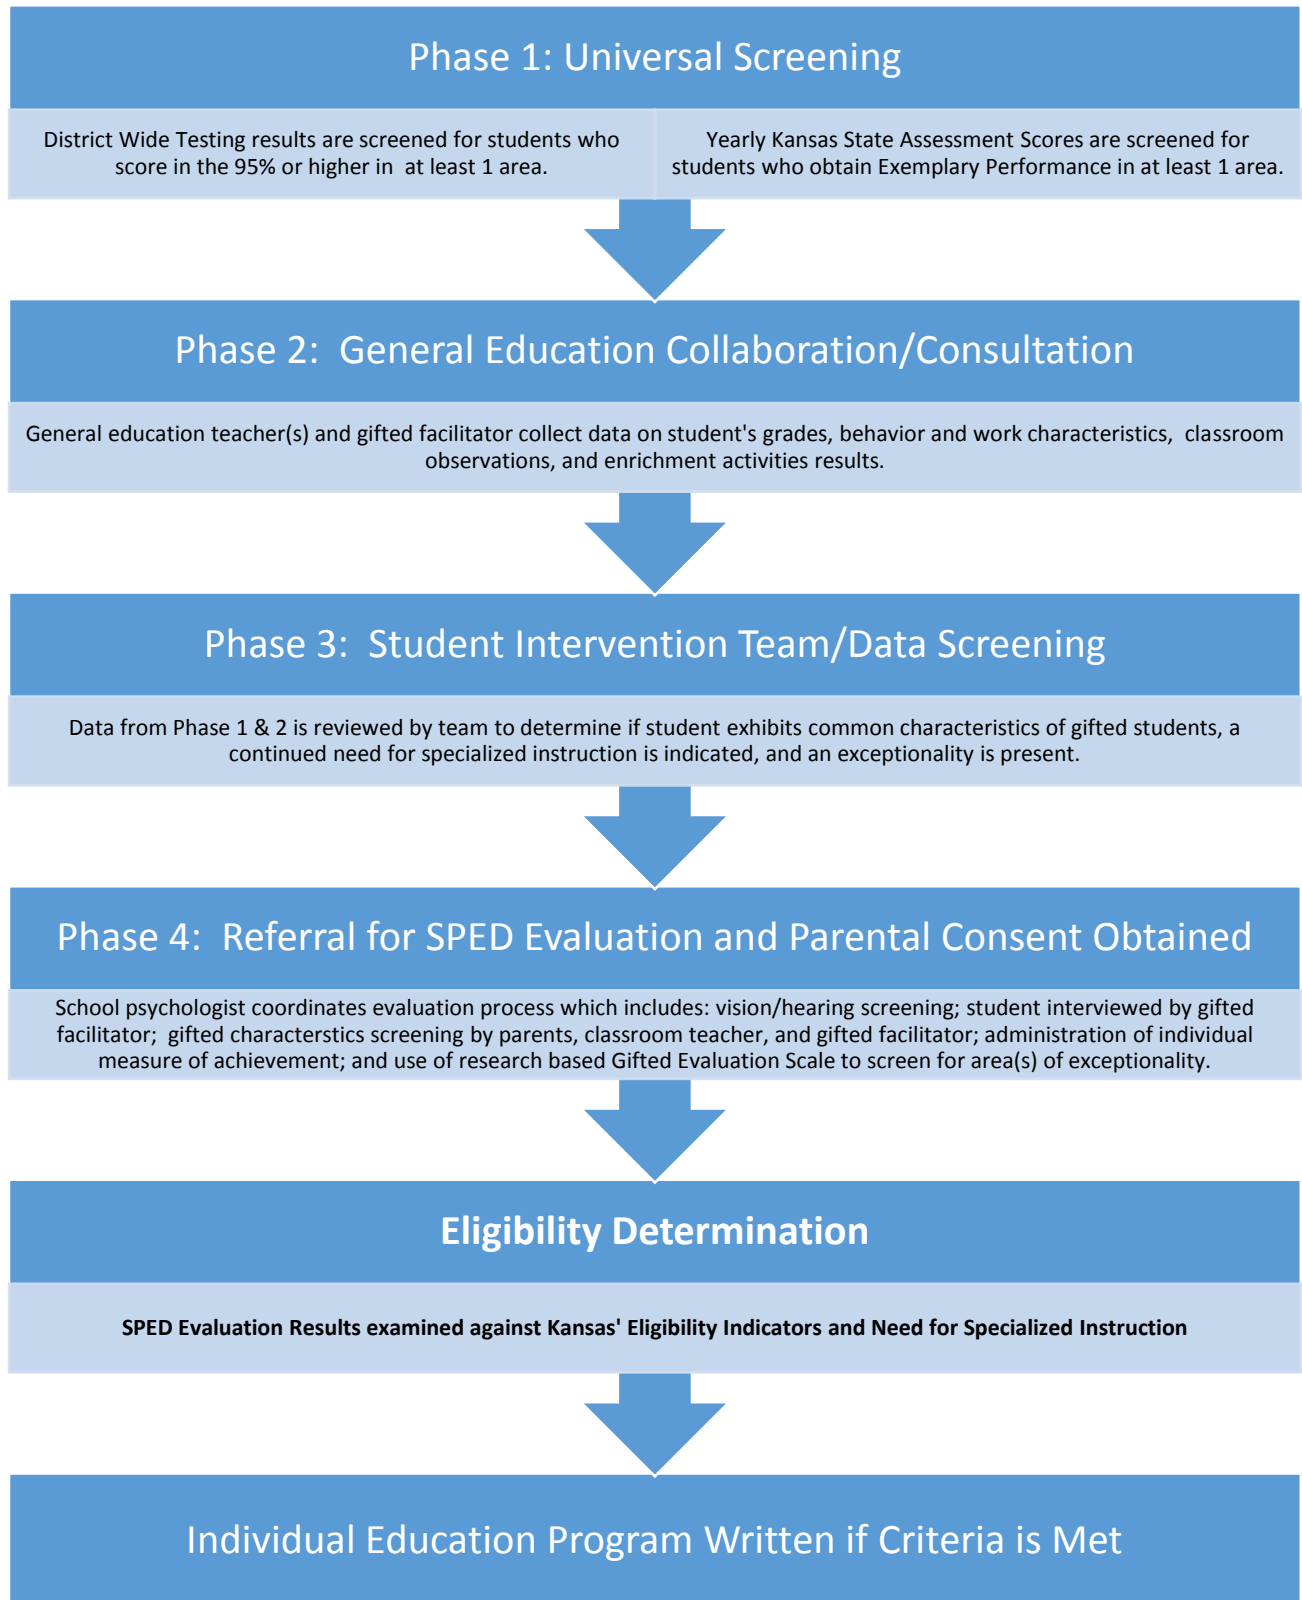 Phase 1: Universal Screening
District Wide Testing results are screened for students who
score in the 95% or higher in  at least 1 area.
Yearly Kansas State Assessment Scores are screened for
students who obtain Exemplary Performance in at least 1 area.
Phase 2:  General Education Collaboration/Consultation
General education teacher(s) and gifted facilitator collect data on student's grades, behavior and work characteristics,  classroom
observations, and enrichment activities results.
Phase 3:  Student Intervention Team/Data Screening
Data from Phase 1 & 2 is reviewed by team to determine if student exhibits common characteristics of gifted students, a
continued need for specialized instruction is indicated, and an exceptionality is present.
Phase 4:  Referral for SPED Evaluation and Parental Consent Obtained
School psychologist coordinates evaluation process which includes: vision/hearing screening; student interviewed by gifted
facilitator;  gifted characterstics screening by parents, classroom teacher, and gifted facilitator; administration of individual
measure of achievement; and use of research based Gifted Evaluation Scale to screen for area(s) of exceptionality.
Eligibility Determination
SPED Evaluation Results examined against Kansas' Eligibility Indicators and Need for Specialized Instruction
Individual Education Program Written if Criteria is Met